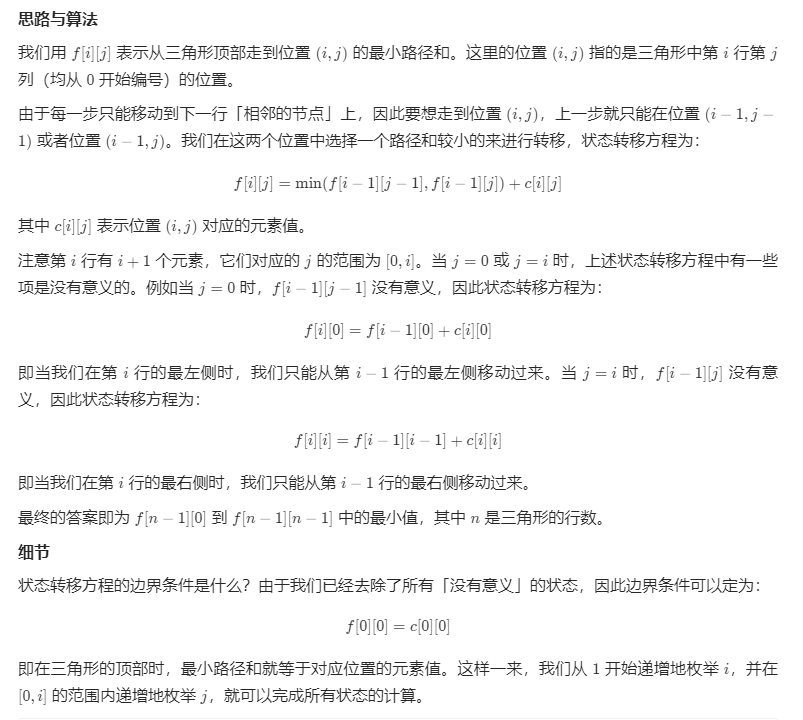 思路与算法
我们用 f[i][j] 表示从三角形顶部走到位置 (i, j) 的最小路径和。这里的位置 (i, j) 指的是三角形中第 i 行第 j
列（均从 0 开始编号）的位置。
由于每一步只能移动到下一行「相邻的节点」上，因此要想走到位置 (i, j)，上一步就只能在位置 (i − 1, j −
1) 或者位置 (i − 1, j)。我们在这两个位置中选择一个路径和较小的来进行转移，状态转移方程为：
f[i][j] = min(f[i − 1][j − 1], f[i − 1][j]) + c[i][j]
其中 c[i][j] 表示位置 (i, j) 对应的元素值。
注意第 i 行有 i + 1 个元素，它们对应的 j 的范围为 [0, i]。当 j = 0 或 j = i 时，上述状态转移方程中有一些
项是没有意义的。例如当 j = 0 时，f[i − 1][j − 1] 没有意义，因此状态转移方程为：
f[i][0] = f[i − 1][0] + c[i][0]
即当我们在第 i 行的最左侧时，我们只能从第 i − 1 行的最左侧移动过来。当 j = i 时，f[i − 1][j] 没有意
义，因此状态转移方程为：
f[i][i] = f[i − 1][i − 1] + c[i][i]
即当我们在第 i 行的最右侧时，我们只能从第 i − 1 行的最右侧移动过来。
最终的答案即为 f[n − 1][0] 到 f[n − 1][n − 1] 中的最小值，其中 n 是三角形的行数。
细节
状态转移方程的边界条件是什么？由于我们已经去除了所有「没有意义」的状态，因此边界条件可以定为：
f[0][0] = c[0][0]
即在三角形的顶部时，最小路径和就等于对应位置的元素值。这样一来，我们从 1 开始递增地枚举 i，并在
[0, i] 的范围内递增地枚举 j，就可以完成所有状态的计算。